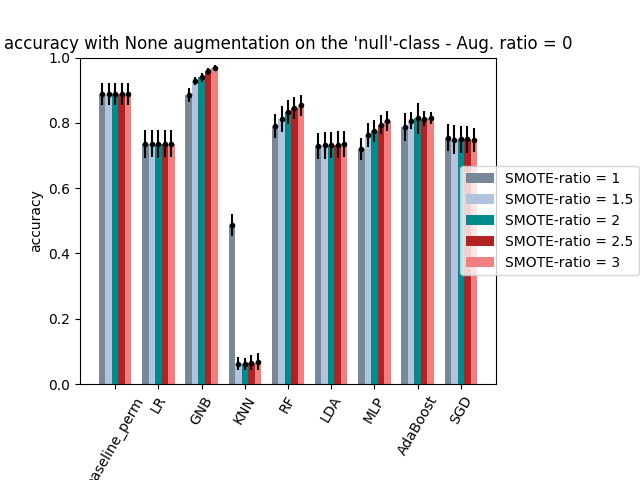 accuracy with None augmentation on the 'null'-class - Aug. ratio = 0
accuracy
1.0
0.8
0.6
0.4
0.2
0.0
SMOTE-ratio = 1
SMOTE-ratio = 1.5
SMOTE-ratio = 2
SMOTE-ratio = 2.5
SMOTE-ratio = 3
aseline_perm
LR
GNB
KNN
RF
LDA
MLP
AdaBoost
SGD